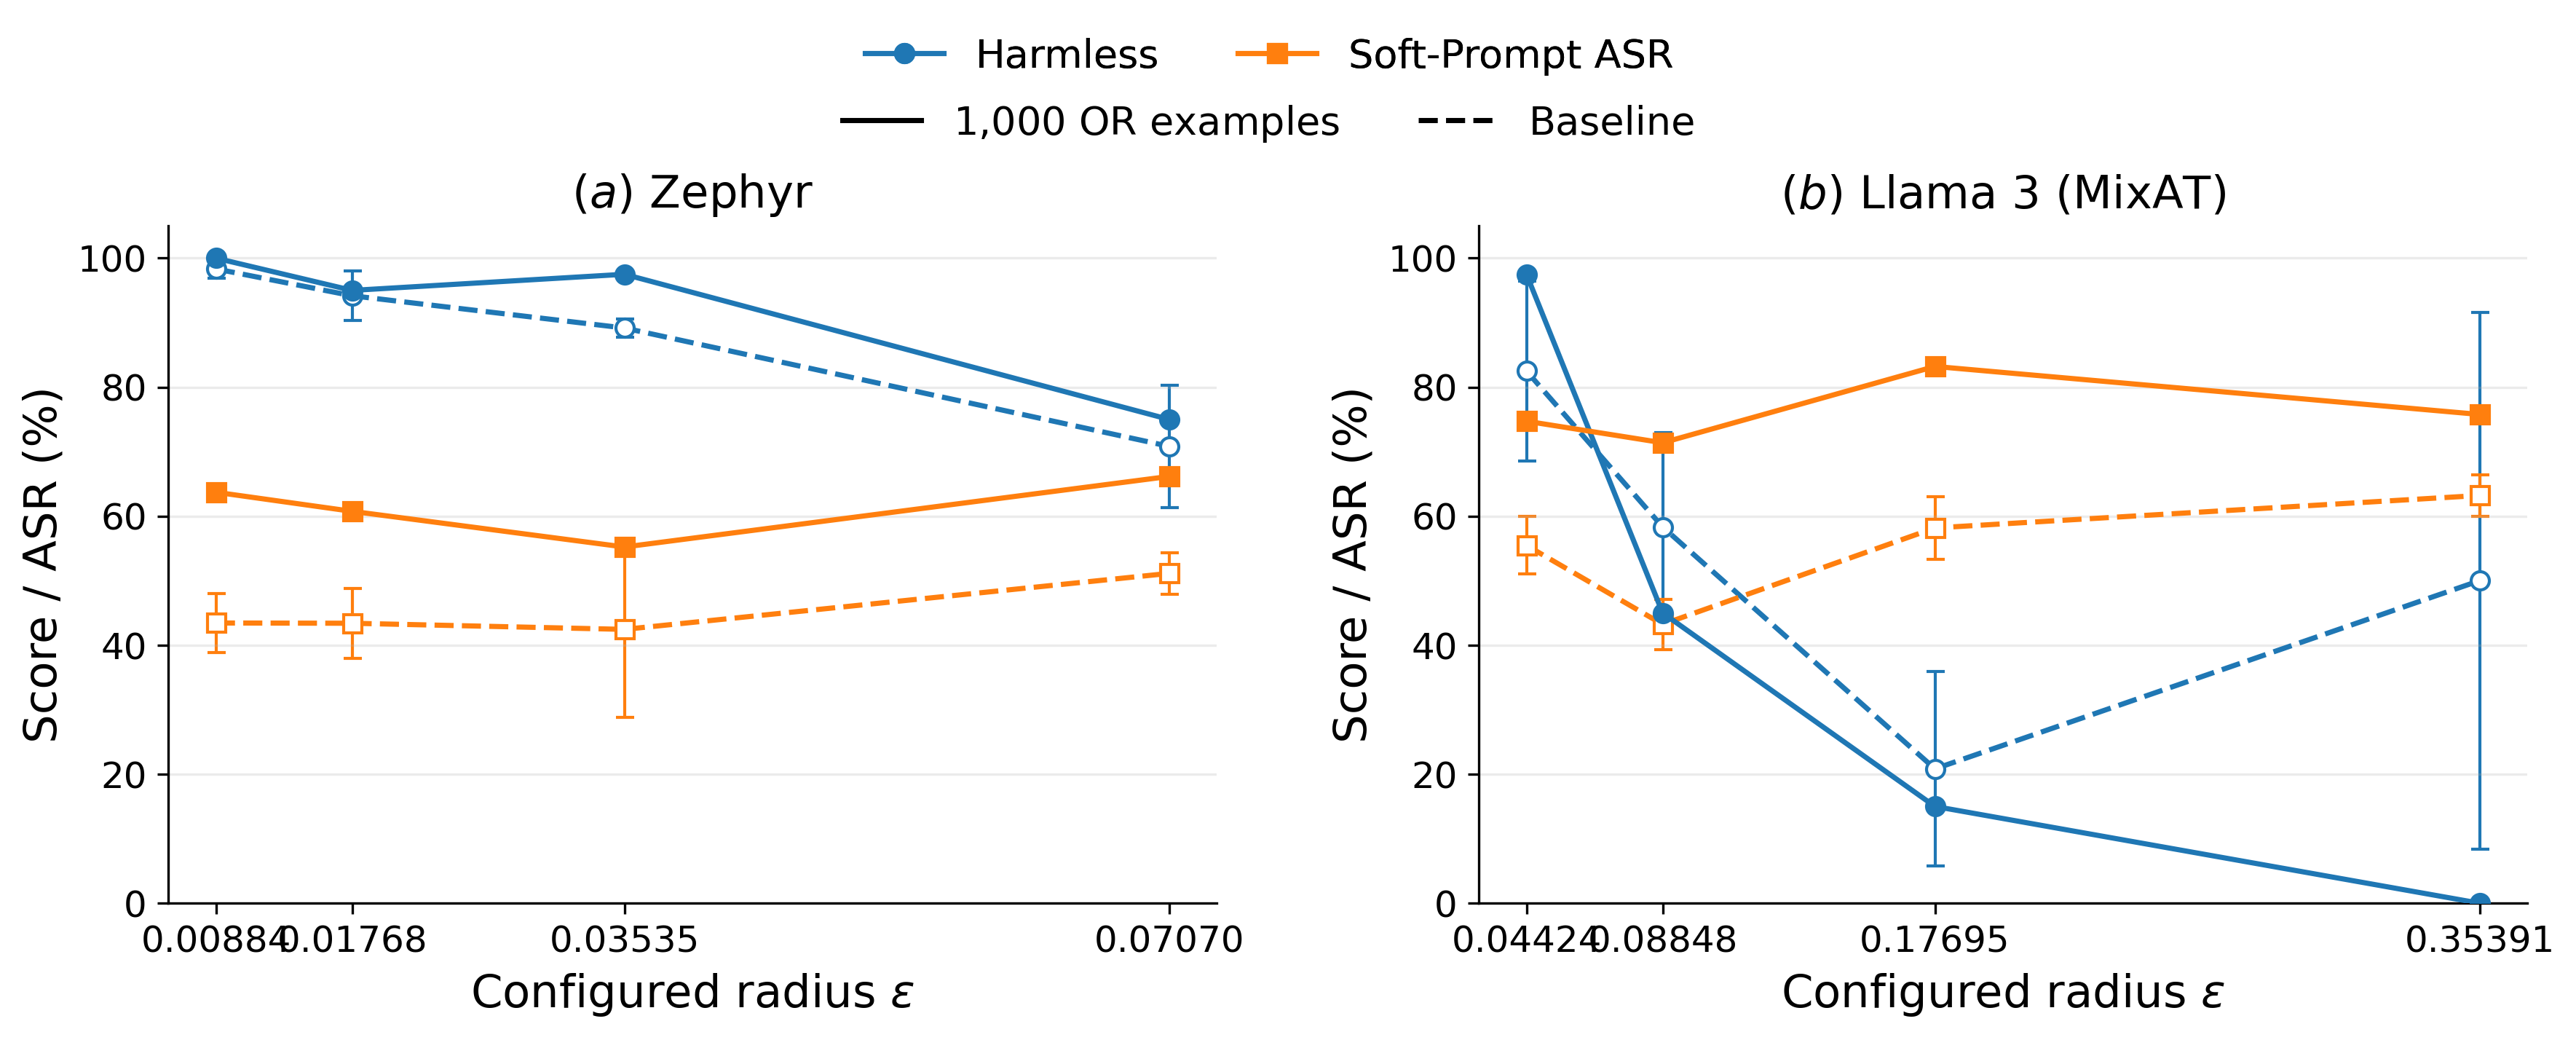 Harmless Soft-Prompt ASR
1,000 OR examples Baseline
(a) Zephyr
Score / ASR (%)
100
80
60
40
20
0
0.00884 0.01768 0.03535 0.07070
Configured radius ε
(b) Llama 3 (MixAT)
Score / ASR (%)
100
80
60
40
20
0
0.04424 0.08848 0.17695 0.35391
Configured radius ε